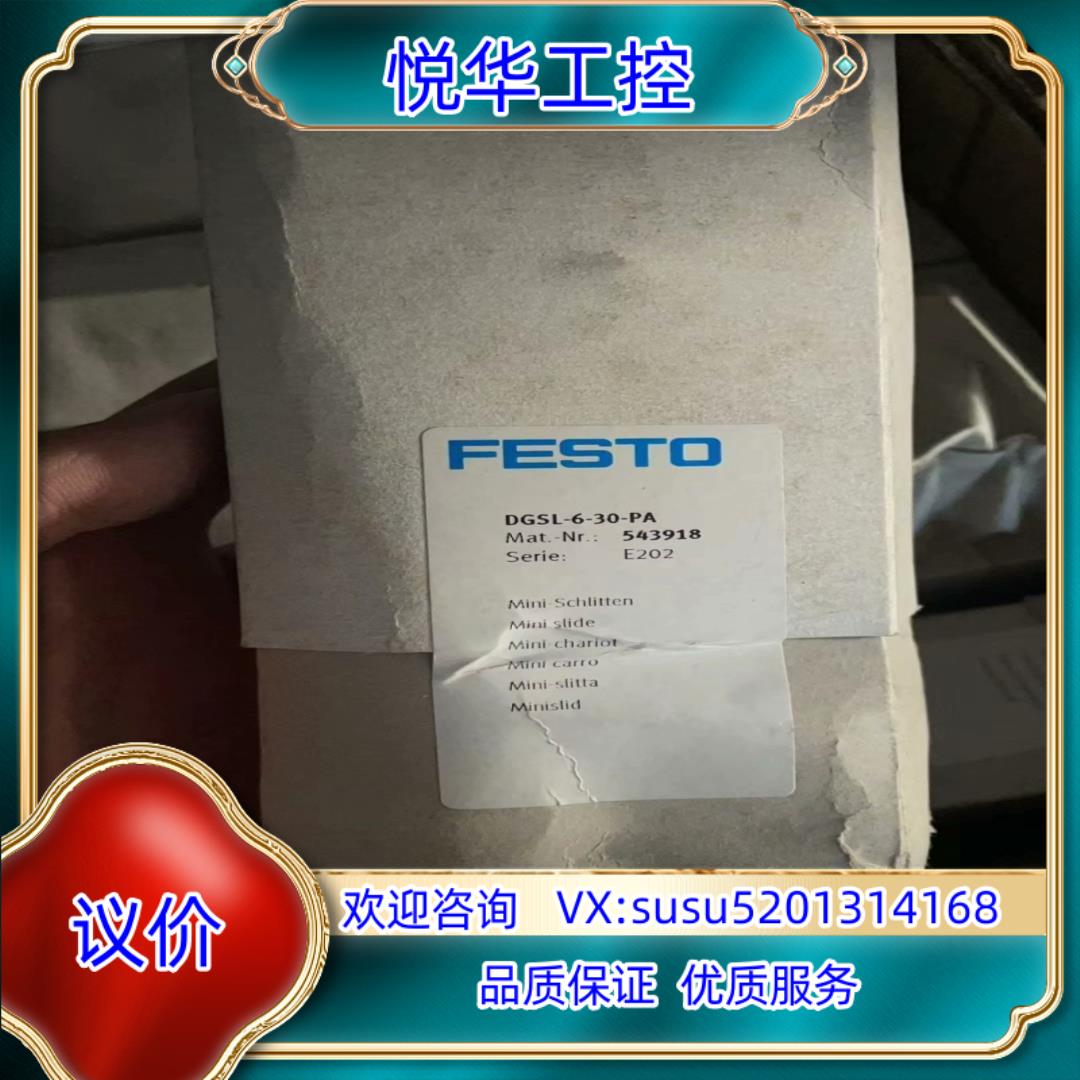 悦华工控
FESTO
DGSL-6-30-PA
Mat.-Nr.: 543918
Serie: E202
Mini-Schlitten
Mini slide
Mini-chariot
Mini carro
Mini-slitta
Minislid
议价
欢迎咨询 VX:susu5201314168
品质保证 优质服务